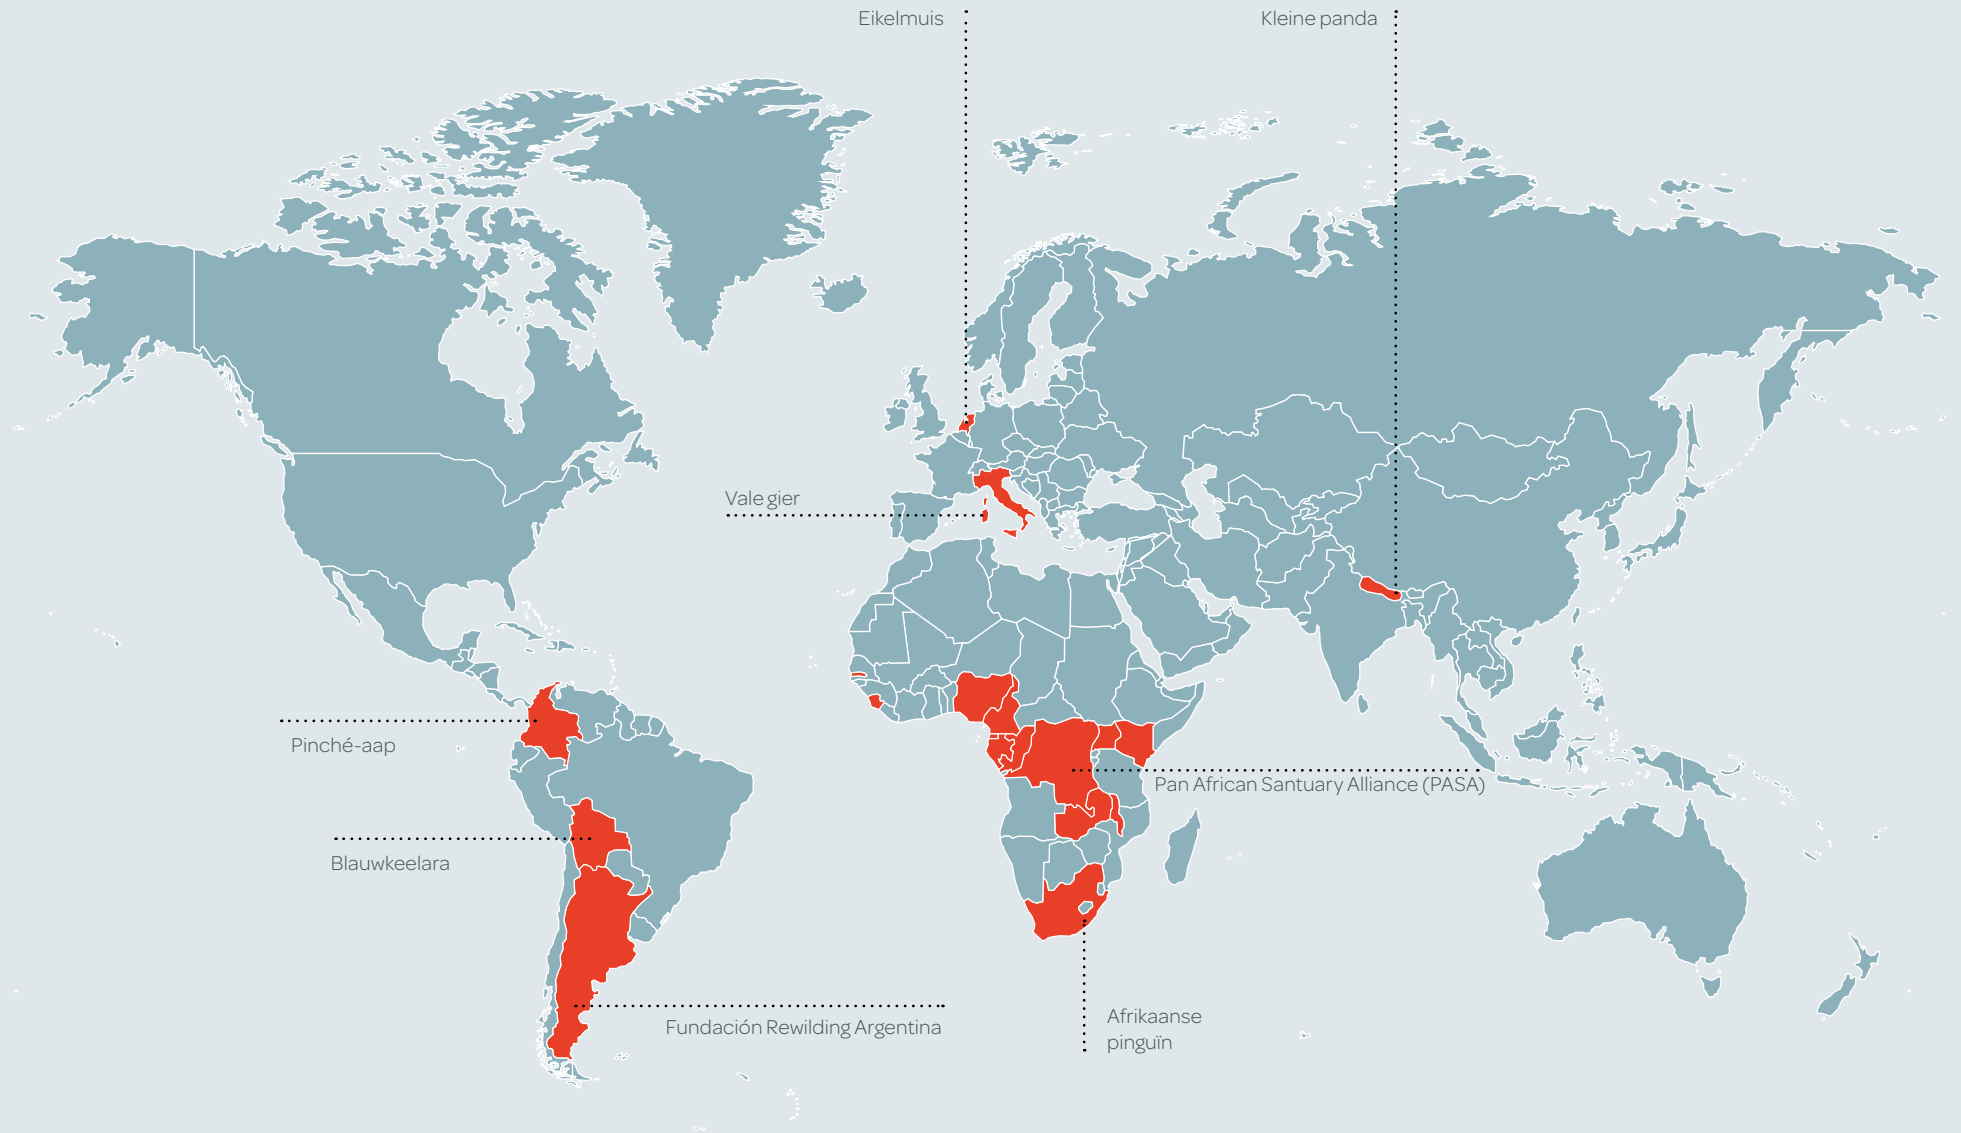 Eikelmuis
Kleine panda
Vale gier
Pinché-aap
Pan African Santuary Alliance (PASA)
Blauwkeelara
Fundación Rewilding Argentina
Afrikaanse
pinguïn